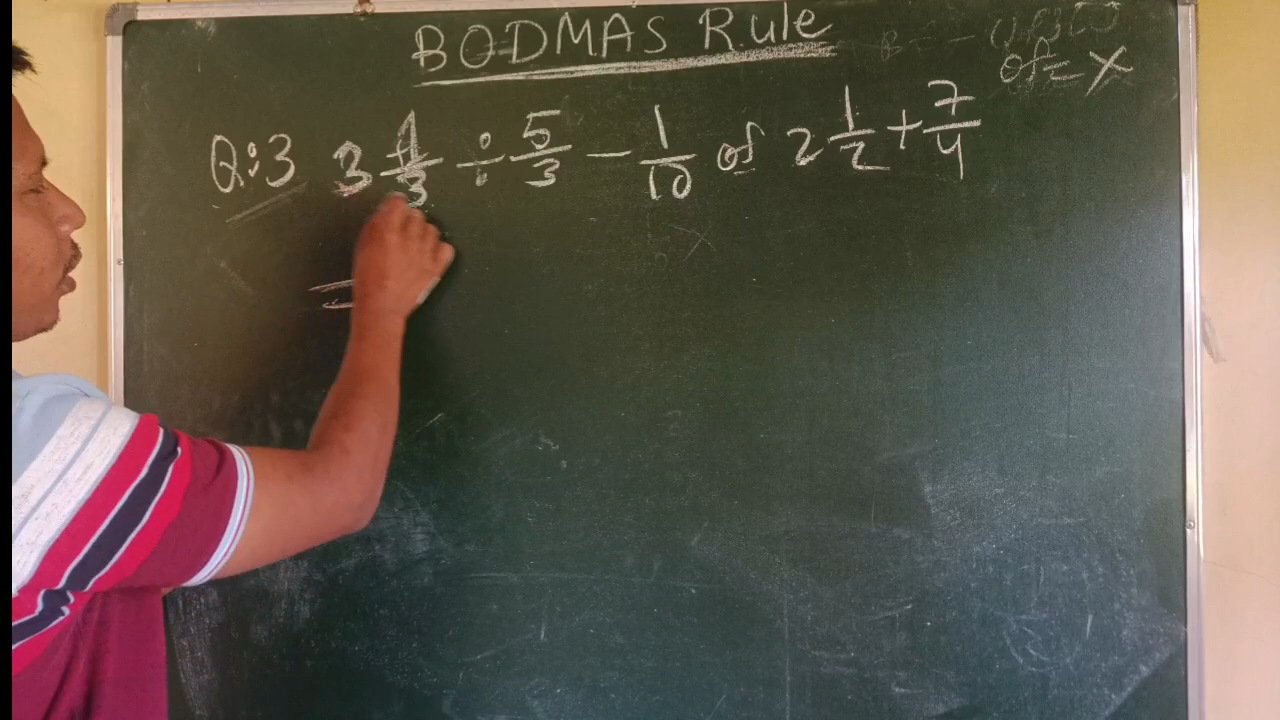 BODMAS Rule
of = ×
Q:3 3 1/3 ÷ 5/3 - 1/10 of 2 1/2 + 7/4
=